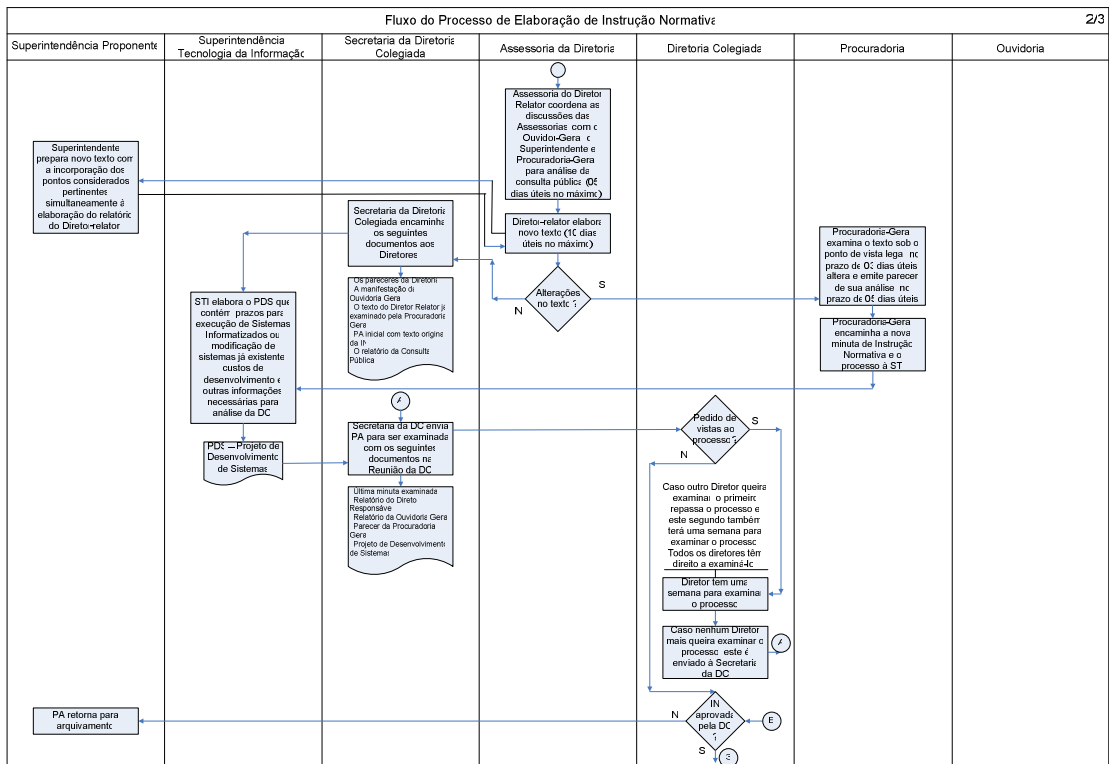 Fluxo do Processo de Elaboração de Instrução Normativa
2/3
Superintendência Proponente
Superintendência
Tecnologia da Informação
Secretaria da Diretoria
Colegiada
Assessoria da Diretoria
Diretoria Colegiada
Procuradoria
Ouvidoria
Assessoria do Diretor
Relator coordena as
discussões das
Assessorias com o
Ouvidor-Geral o
Superintendente e
Procuradoria-Geral
para análise da
consulta pública (05
dias úteis no máximo)
Superintendente
prepara novo texto com
a incorporação dos
pontos considerados
pertinentes
simultaneamente à
elaboração do relatório
do Diretor-relator
Secretaria da Diretoria
Colegiada encaminha
os seguintes
documentos aos
Diretores
Diretor-relator elabora
novo texto (10 dias
úteis no máximo)
Procuradoria-Geral
examina o texto sob o
ponto de vista legal no
prazo de 03 dias úteis
altera e emite parecer
de sua análise no
prazo de 05 dias úteis
Alterações
no texto ?
S
N
Os pareceres da Diretoria
A manifestação da
Ouvidoria Geral
O texto do Diretor Relator já
examinado pela Procuradoria
Geral
PA inicial com texto original
da IN
O relatório da Consulta
Pública
STI elabora o PDS que
contém prazos para
execução de Sistemas
Informatizados ou
modificação de
sistemas já existentes
custos de
desenvolvimento e
outras informações
necessárias para
análise da DC
Procuradoria-Geral
encaminha a nova
minuta de Instrução
Normativa e o
processo à STI
A
Secretaria da DC envia
PA para ser examinada
com os seguintes
documentos na
Reunião da DC
Pedido de
vistas ao
processo?
S
N
PDS – Projeto de
Desenvolvimento
de Sistemas
Última minuta examinada
Relatório do Diretor
Responsável
Relatório da Ouvidoria Geral
Parecer da Procuradoria
Geral
Projeto de Desenvolvimento
de Sistemas
Caso outro Diretor queira
examinar o primeiro
repassa o processo e
este segundo também
terá uma semana para
examinar o processo
Todos os diretores têm
direito a examiná-lo
Diretor tem uma
semana para examinar
o processo
Caso nenhum Diretor
mais queira examinar o
processo este é
enviado à Secretaria
da DC
A
PA retorna para
arquivamento
N
IN
aprovada
pela DC
?
E
S